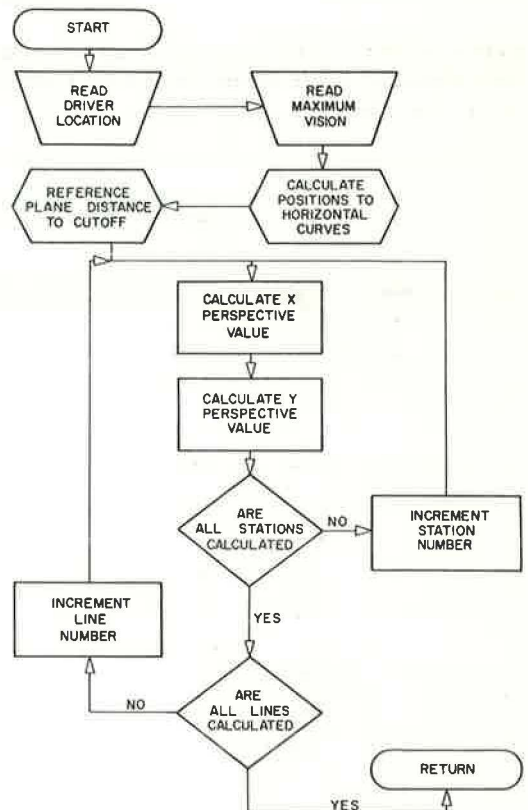 START
READ
DRIVER
LOCATION
READ
MAXIMUM
VISION
CALCULATE
POSITIONS TO
HORIZONTAL
CURVES
REFERENCE
PLANE DISTANCE
TO CUTOFF
CALCULATE X
PERSPECTIVE
VALUE
CALCULATE Y
PERSPECTIVE
VALUE
ARE
ALL STATIONS
CALCULATED
NO
INCREMENT
STATION
NUMBER
YES
INCREMENT
LINE
NUMBER
ARE
ALL LINES
CALCULATED
NO
YES
RETURN